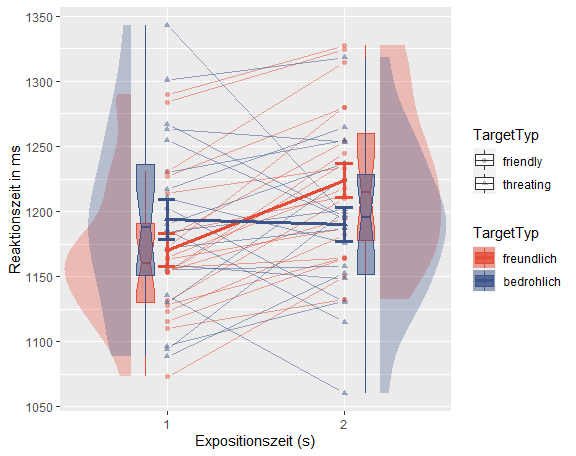 1350
1300
1250
1200
1150
1100
1050
Reaktionszeit in ms
1
2
Expositionszeit (s)
TargetTyp
friendly
threating
TargetTyp
freundlich
bedrohlich